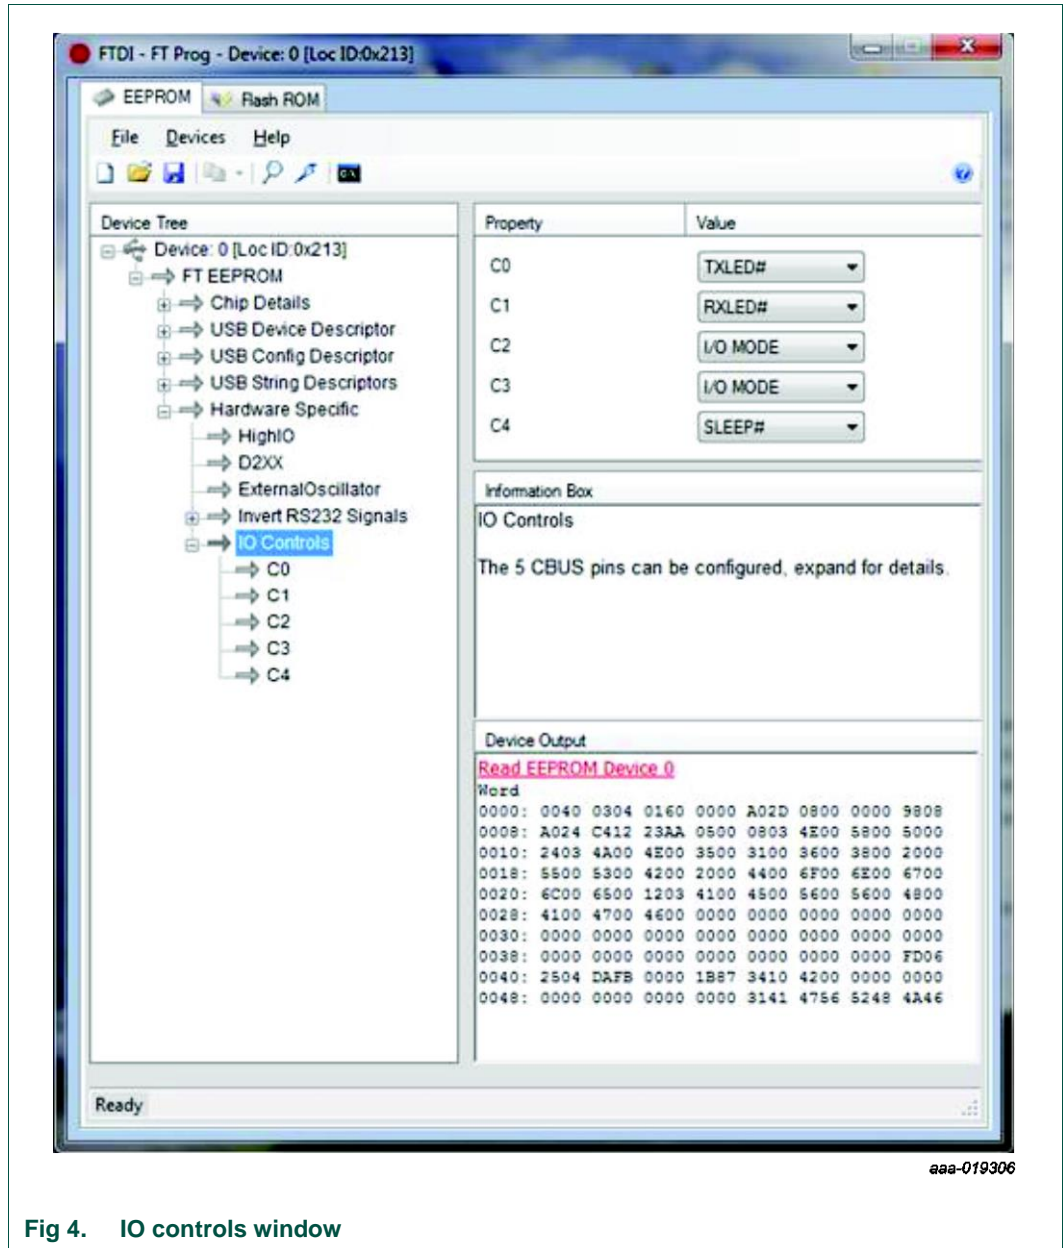 FTDI - FT Prog - Device: 0 [Loc ID:0x213]
EEPROM Flash ROM
File Devices Help
Device Tree
Device: 0 [Loc ID:0x213]
FT EEPROM
Chip Details
USB Device Descriptor
USB Config Descriptor
USB String Descriptors
Hardware Specific
HighIO
D2XX
ExternalOscillator
Invert RS232 Signals
IO Controls
C0
C1
C2
C3
C4
Property Value
C0 TXLED#
C1 RXLED#
C2 I/O MODE
C3 I/O MODE
C4 SLEEP#
Information Box
IO Controls
The 5 CBUS pins can be configured, expand for details.
Device Output
Read EEPROM Device 0
Word
0000: 0040 0304 0160 0000 A02D 0800 0000 9808
0008: A024 C412 23AA 0500 0803 4E00 5800 5000
0010: 2403 4A00 4E00 3500 3100 3600 3800 2000
0018: 5500 5300 4200 2000 4400 6F00 6E00 6700
0020: 6C00 6500 1203 4100 4500 5600 5600 4800
0028: 4100 4700 4600 0000 0000 0000 0000 0000
0030: 0000 0000 0000 0000 0000 0000 0000 0000
0038: 0000 0000 0000 0000 0000 0000 0000 FD06
0040: 2504 DAFB 0000 1B87 3410 4200 0000 0000
0048: 0000 0000 0000 0000 3141 4756 5248 4A46
Ready
aaa-019306
Fig 4. IO controls window